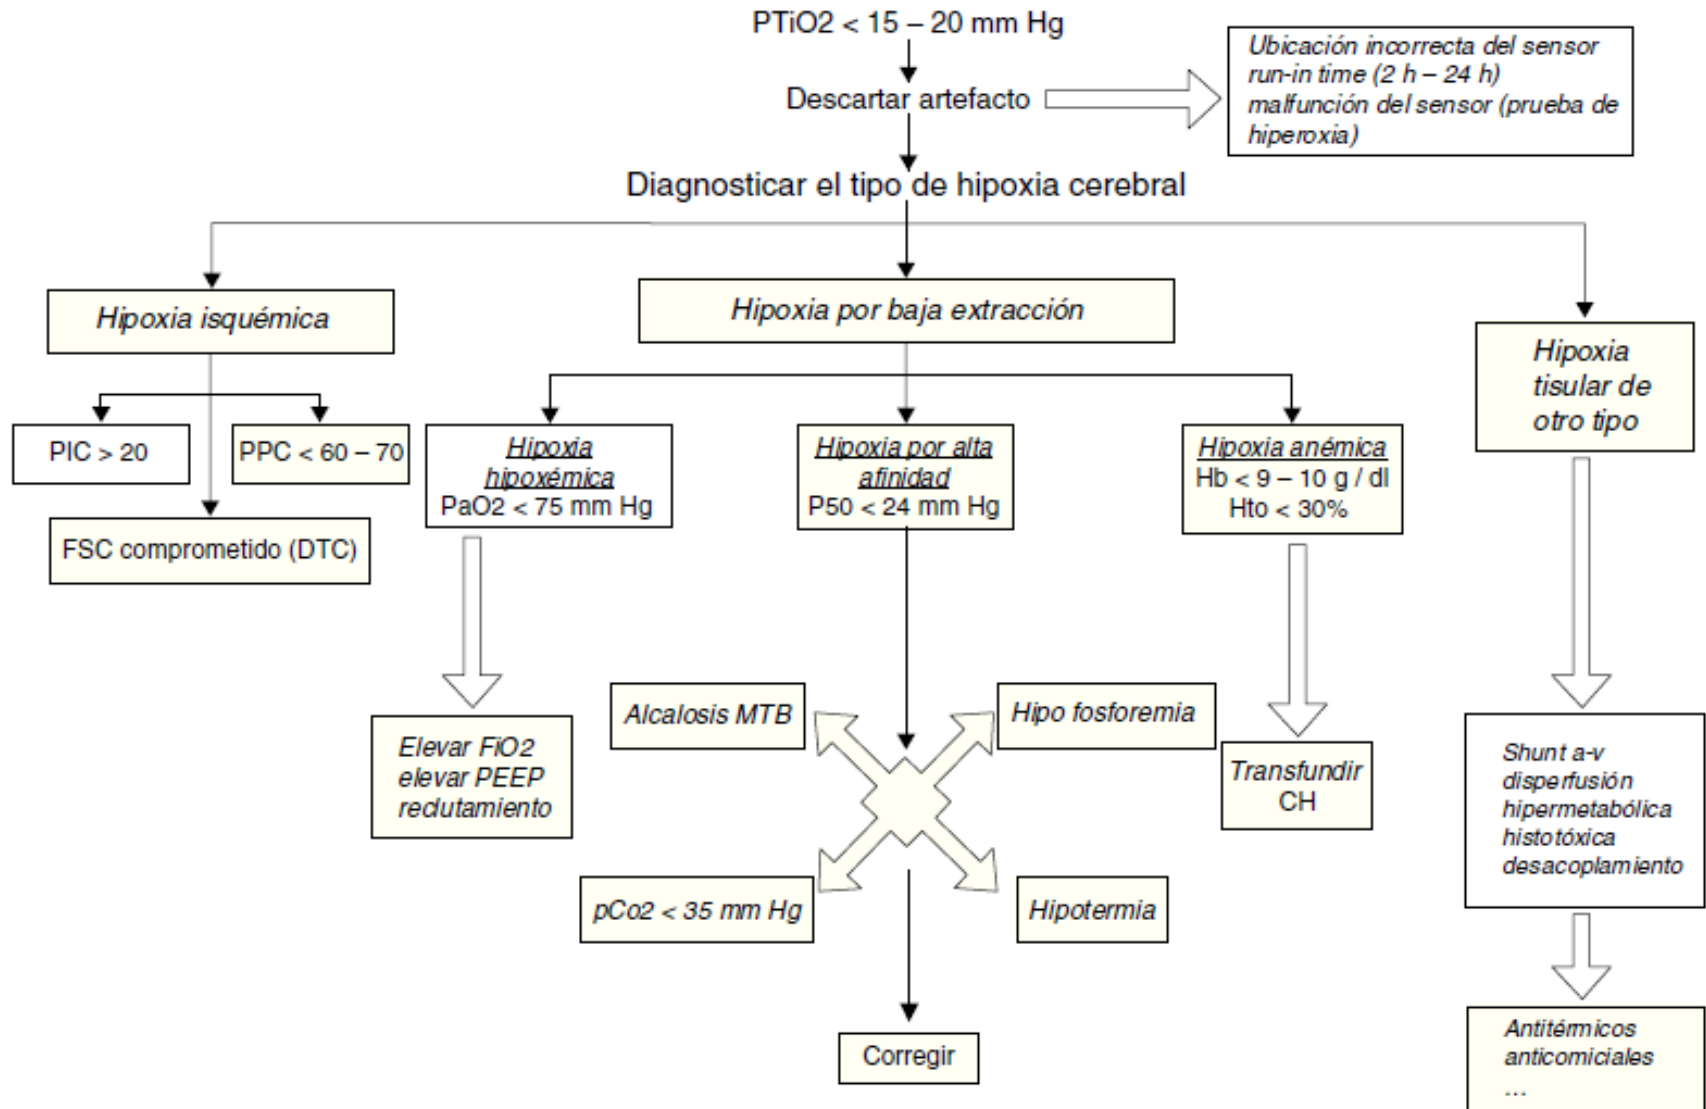 PTiO2 < 15 – 20 mm Hg
Descartar artefacto
Ubicación incorrecta del sensor
run-in time (2 h – 24 h)
malfunción del sensor (prueba de
hiperoxia)
Diagnosticar el tipo de hipoxia cerebral
Hipoxia isquémica
Hipoxia por baja extracción
Hipoxia
tisular de
otro tipo
PIC > 20
PPC < 60 – 70
FSC comprometido (DTC)
Hipoxia
hipoxémica
PaO2 < 75 mm Hg
Hipoxia por alta
afinidad
P50 < 24 mm Hg
Hipoxia anémica
Hb < 9 – 10 g / dl
Hto < 30%
Elevar FiO2
elevar PEEP
reclutamiento
Alcalosis MTB
Hipo fosforemia
pCo2 < 35 mm Hg
Hipotermia
Corregir
Transfundir
CH
Shunt a-v
disperfusión
hipermetabólica
histotóxica
desacoplamiento
Antitérmicos
anticomiciales
...